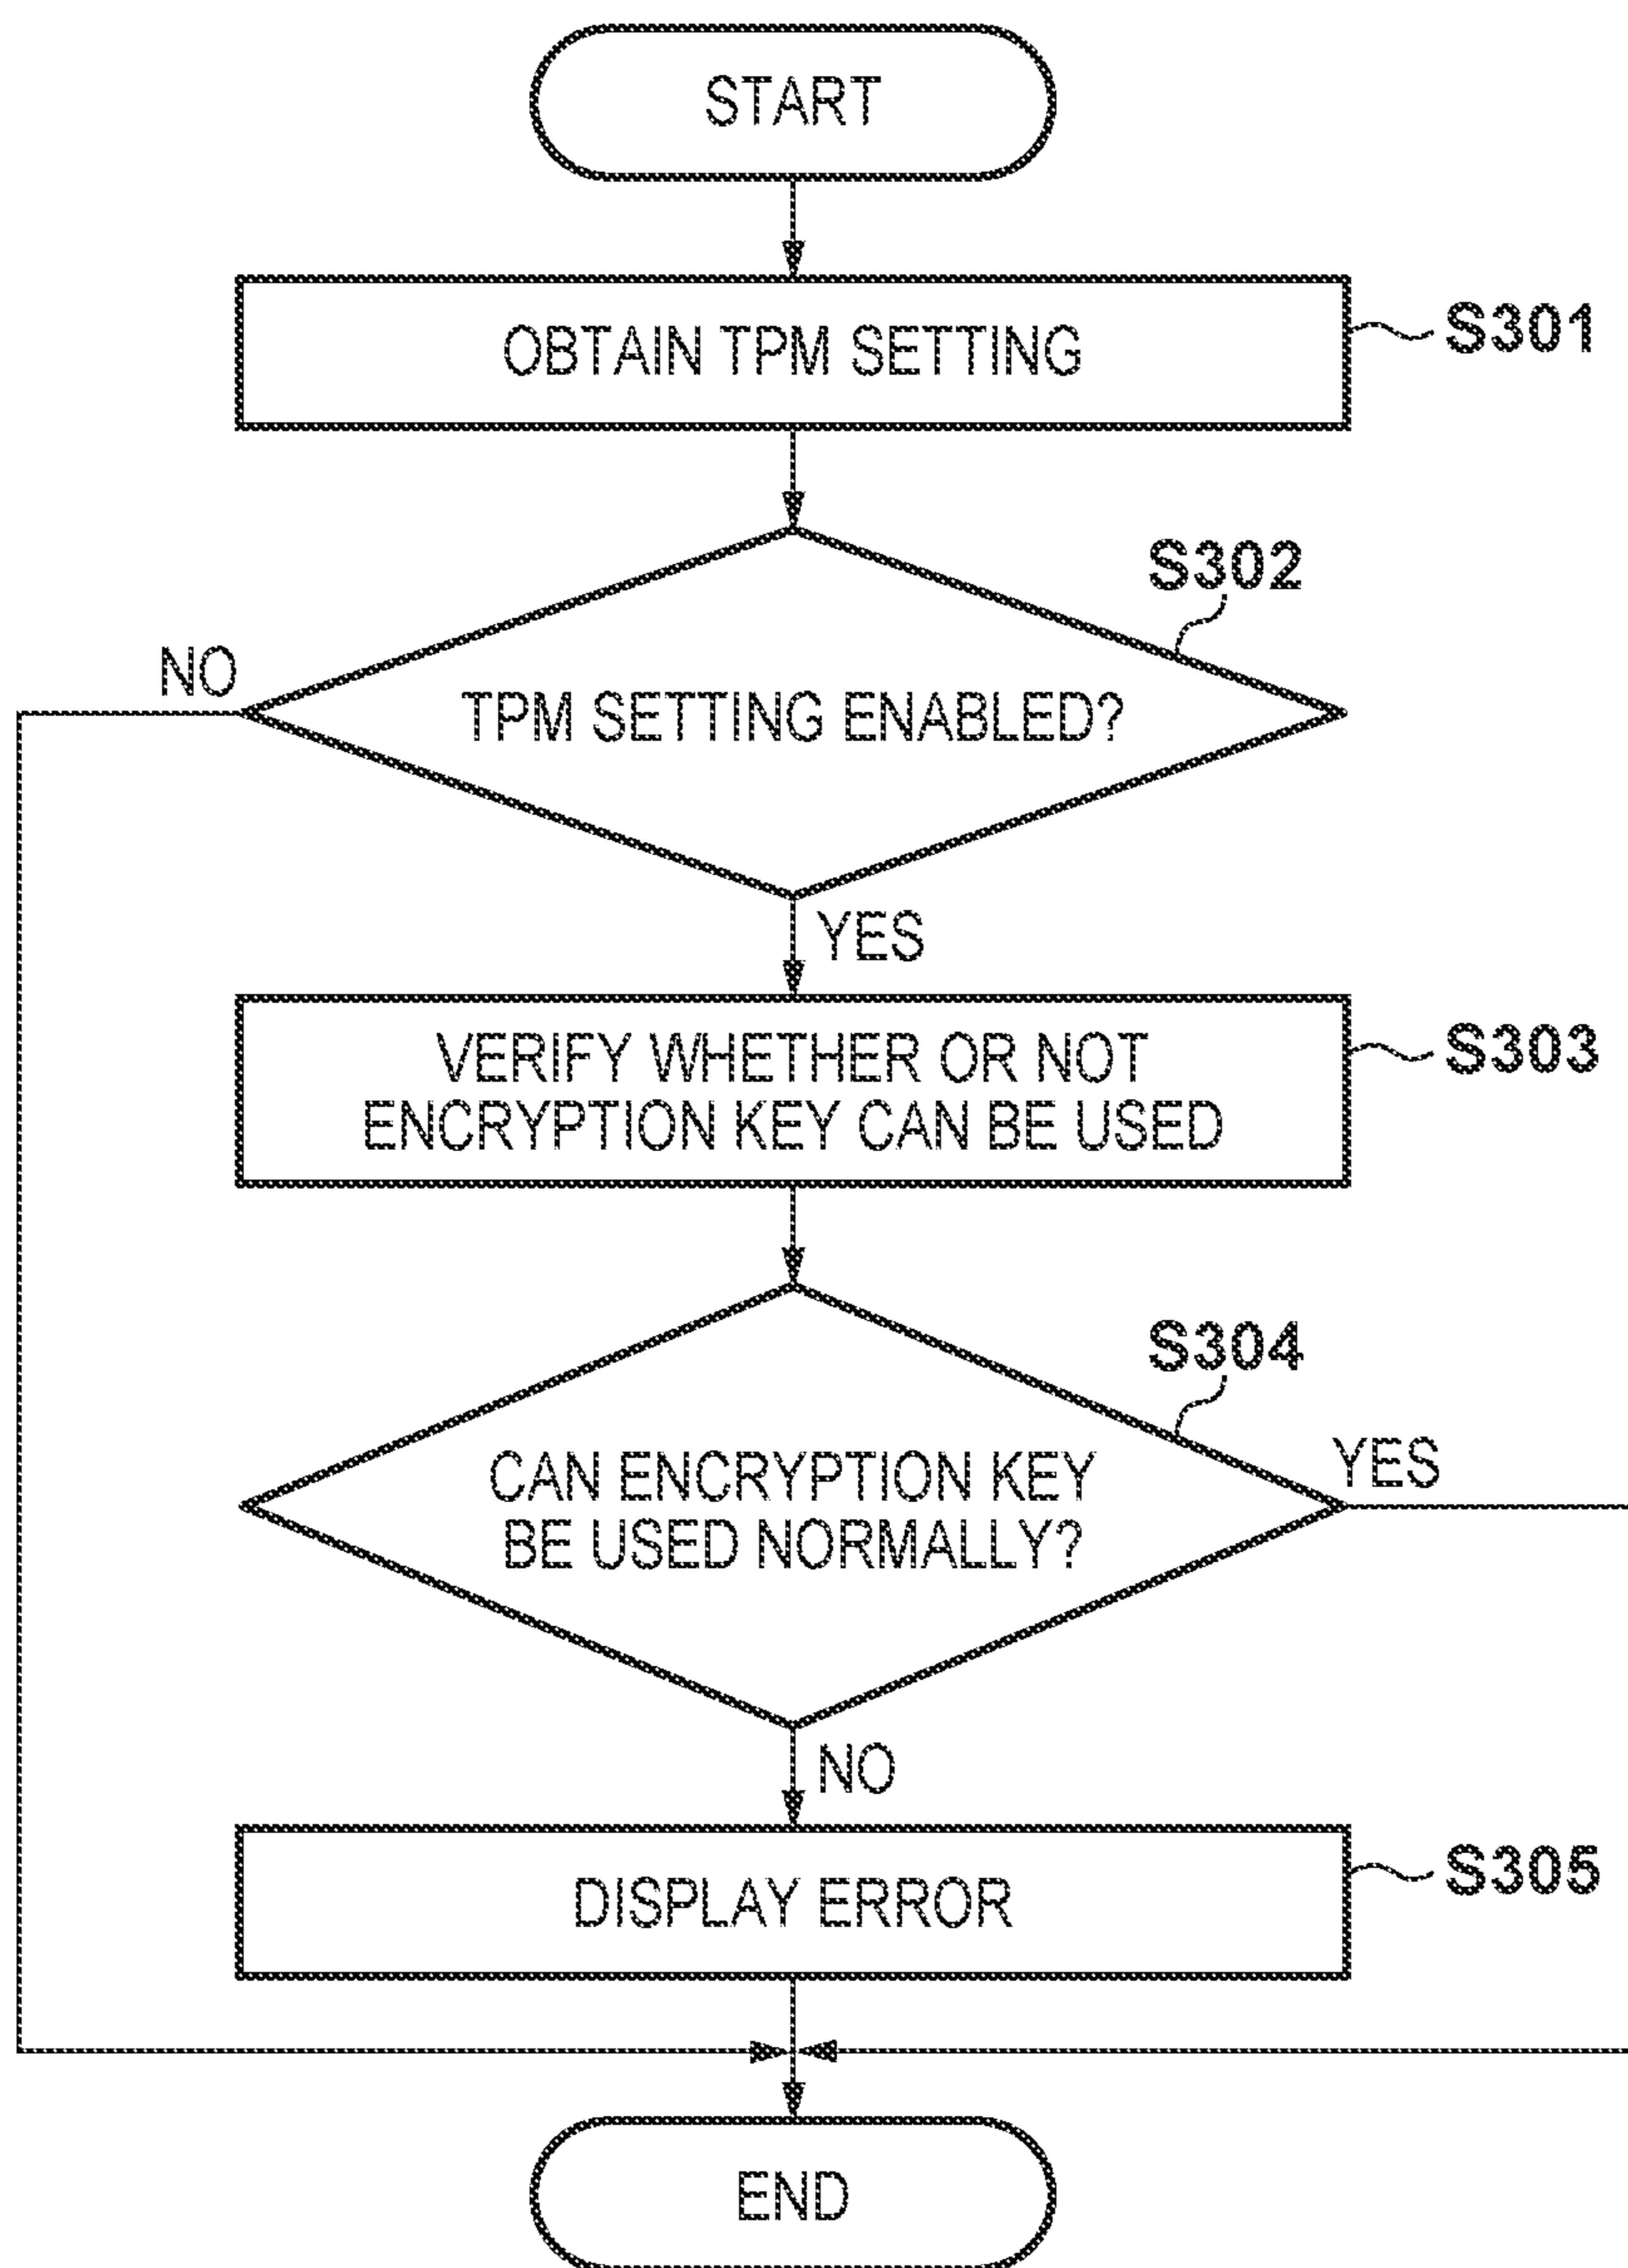 START
OBTAIN TPM SETTING
S301
S302
NO
TPM SETTING ENABLED?
YES
VERIFY WHETHER OR NOT
ENCRYPTION KEY CAN BE USED
S303
S304
YES
CAN ENCRYPTION KEY
BE USED NORMALLY?
NO
DISPLAY ERROR
S305
END